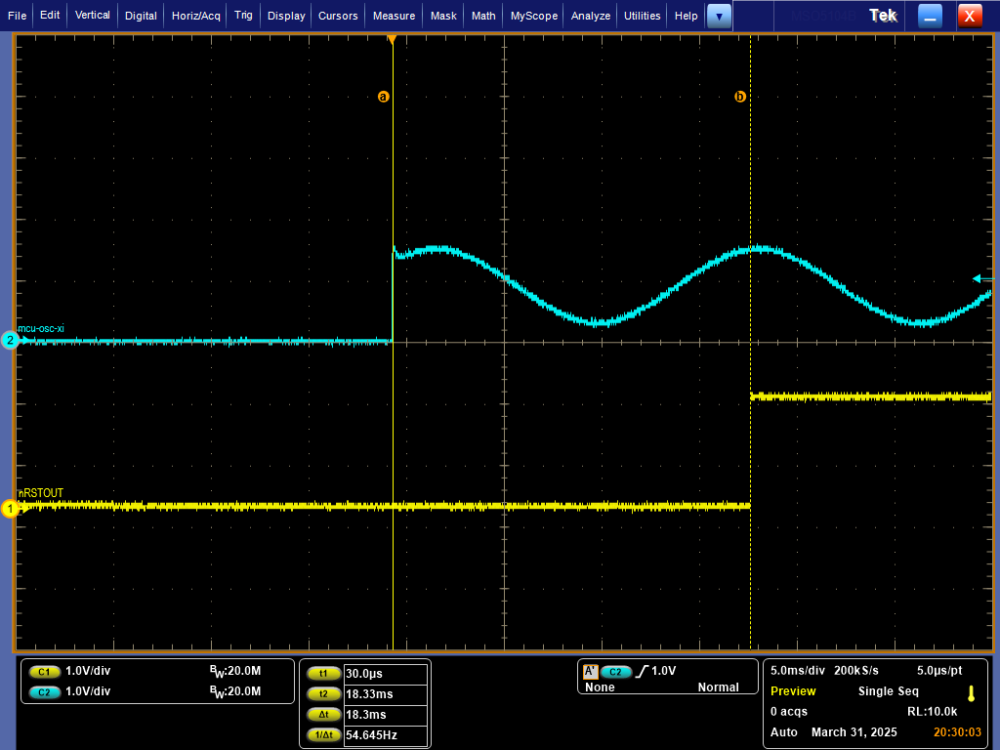 File Edit Vertical Digital Horiz/Acq Trig Display Cursors Measure Mask Math MyScope Analyze Utilities Help ▼ Tek X
a b
mcu-osc-xi
2
nRSTOUT
1
C1 1.0V/div BW:20.0M
C2 1.0V/div BW:20.0M
t1 30.0µs
t2 18.33ms
Δt 18.3ms
1/Δt 54.645Hz
A' C2 1.0V
None Normal
5.0ms/div 200kS/s 5.0µs/pt
Preview Single Seq
0 acqs RL:10.0k
Auto March 31, 2025 20:30:03